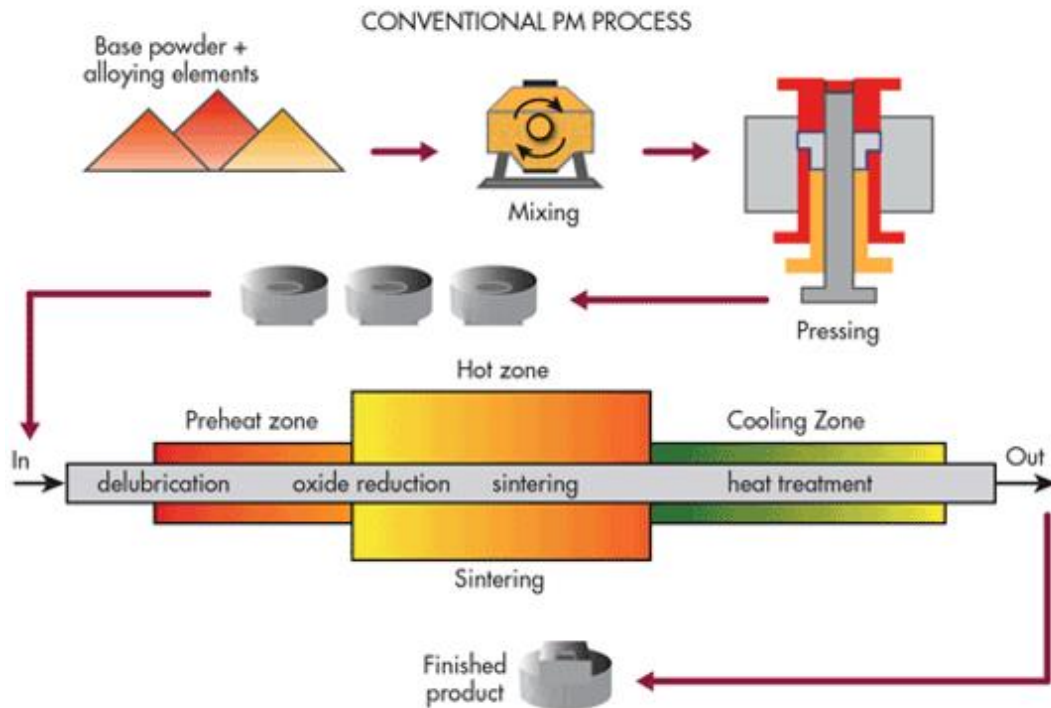 CONVENTIONAL PM PROCESS
Base powder +
alloying elements
Mixing
Pressing
Hot zone
Preheat zone
Cooling Zone
In
Out
delubrication
oxide reduction
sintering
heat treatment
Sintering
Finished
product